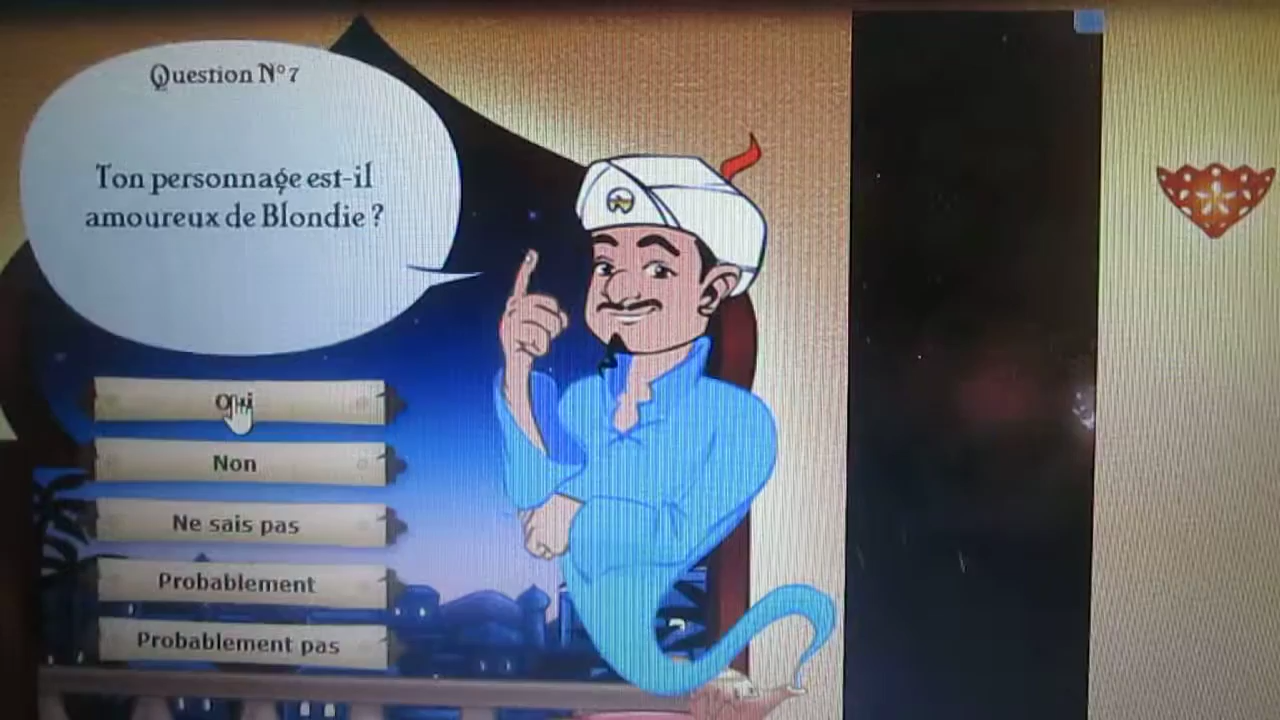 Question N°7
Ton personnage est-il
amoureux de Blondie ?
Oui
Non
Ne sais pas
Probablement
Probablement pas